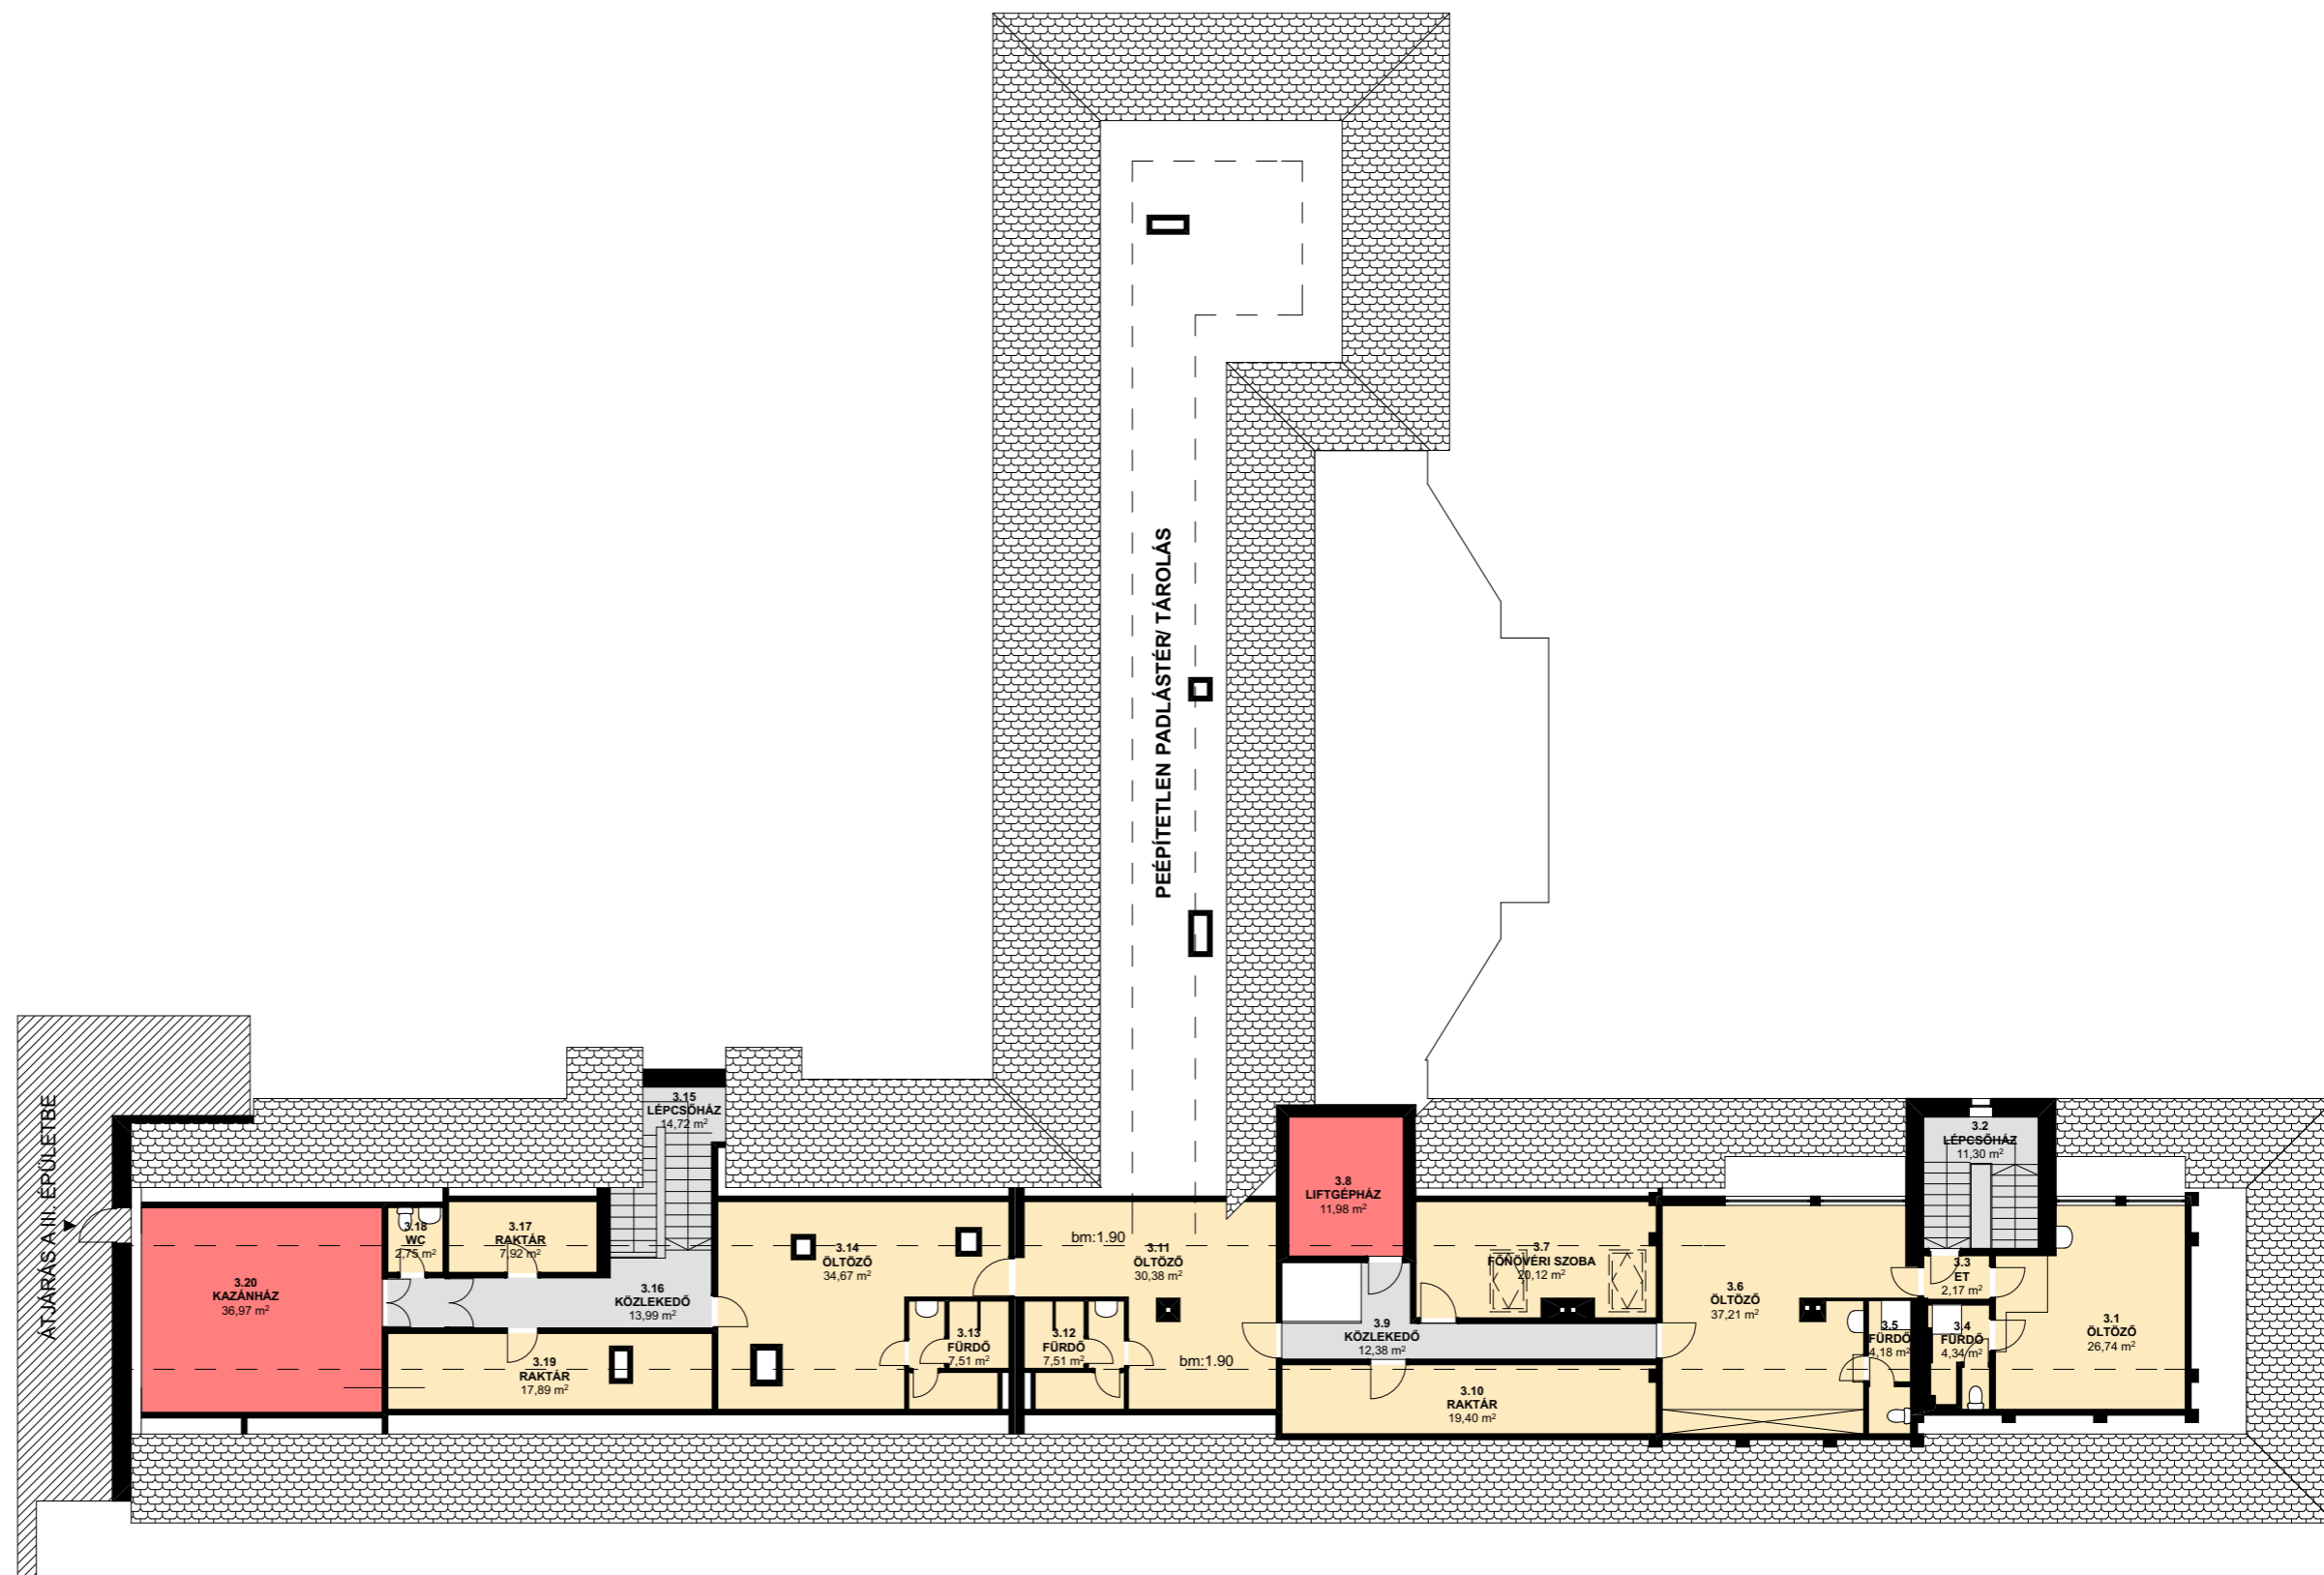 PEÉPÍTETLEN PADLÁSTÉR/ TÁROLÁS
ÁTJÁRÁS A III. ÉPÜLETBE
3.20
KAZÁNHÁZ
36,97 m²
3.18
WC
2,75 m²
3.17
RAKTÁR
7,92 m²
3.15
LÉPCSŐHÁZ
14,72 m²
3.16
KÖZLEKEDŐ
13,99 m²
3.19
RAKTÁR
17,89 m²
3.14
ÖLTÖZŐ
34,67 m²
3.13
FÜRDŐ
7,51 m²
3.12
FÜRDŐ
7,51 m²
bm:1.90
3.11
ÖLTÖZŐ
30,38 m²
bm:1.90
3.8
LIFTGÉPHÁZ
11,98 m²
3.9
KÖZLEKEDŐ
12,38 m²
3.10
RAKTÁR
19,40 m²
3.7
FŐNŐVÉRI SZOBA
20,12 m²
3.6
ÖLTÖZŐ
37,21 m²
3.5
FÜRDŐ
4,18 m²
3.2
LÉPCSŐHÁZ
11,30 m²
3.3
ET
2,17 m²
3.4
FÜRDŐ
4,34 m²
3.1
ÖLTÖZŐ
26,74 m²